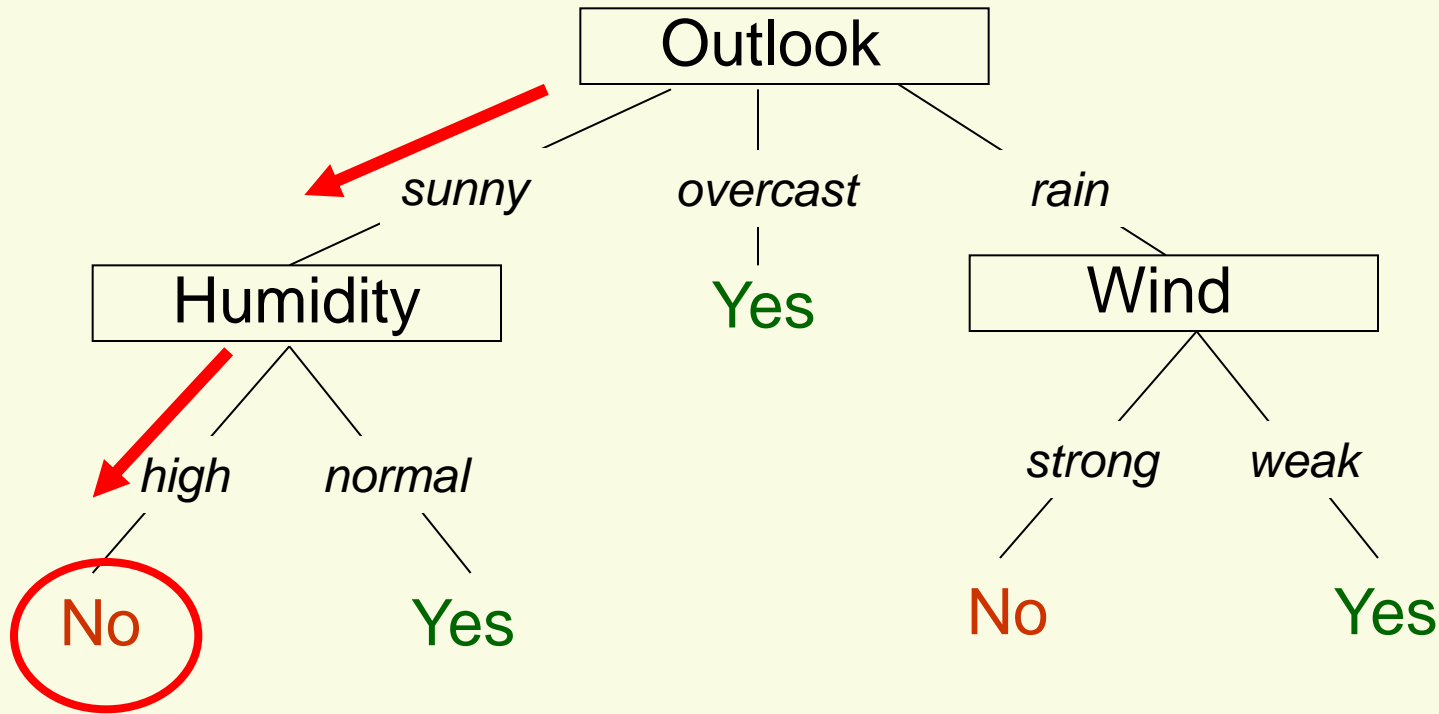 Outlook
sunny overcast rain
Humidity Yes Wind
high normal strong weak
No Yes No Yes